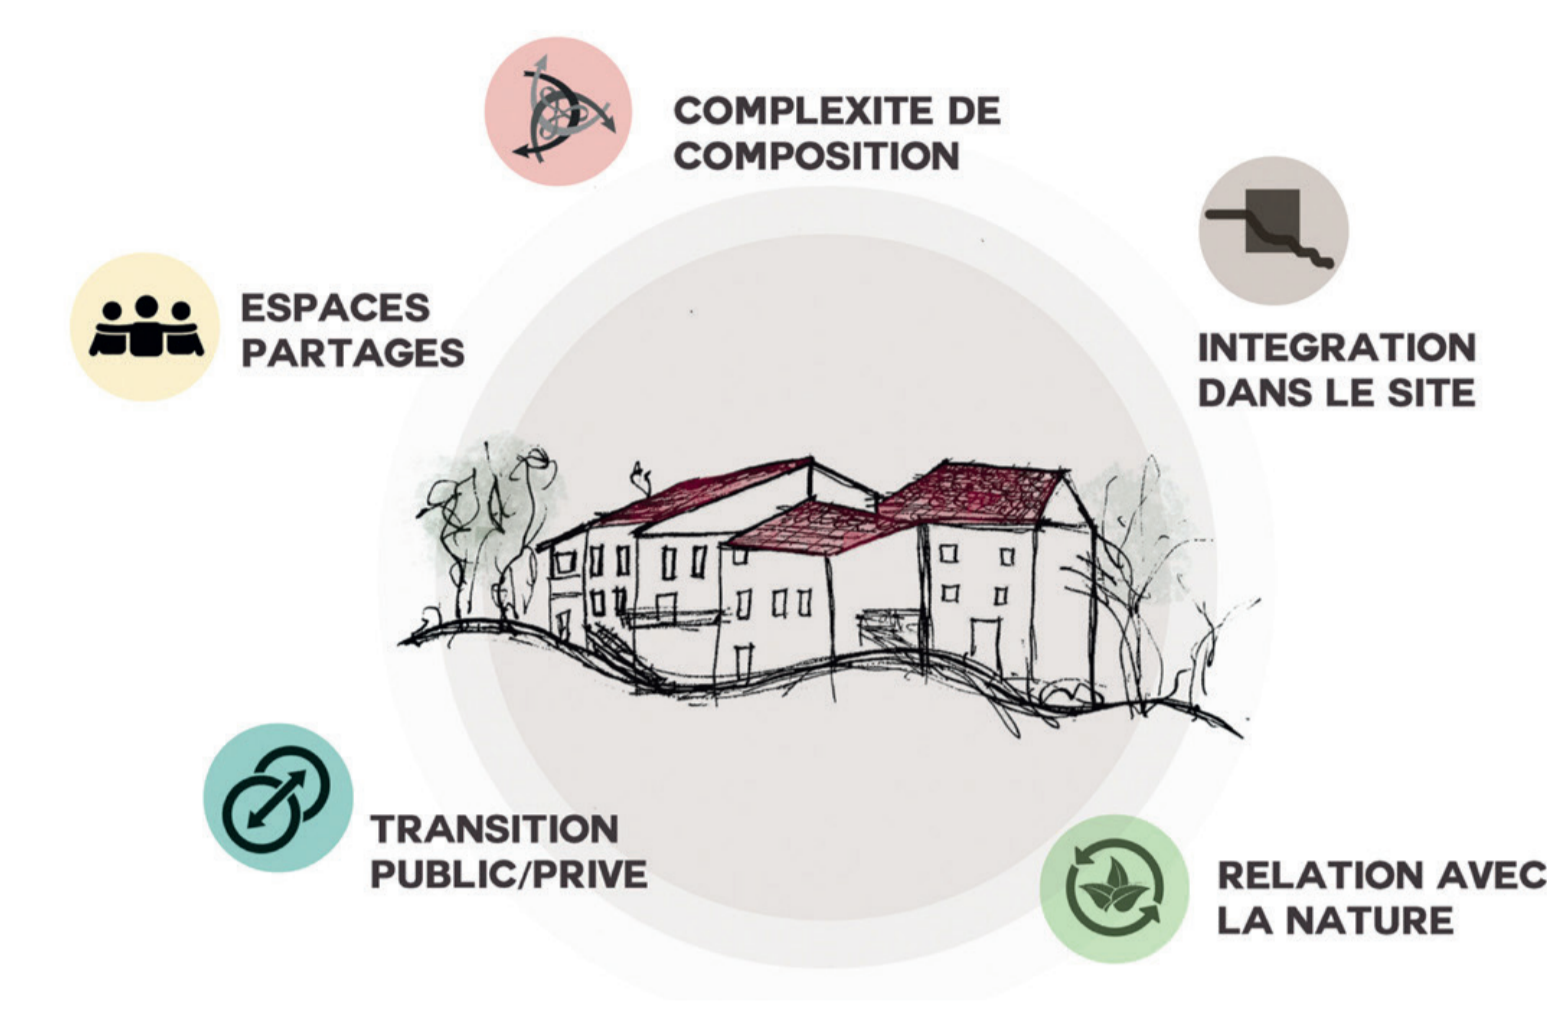 COMPLEXITE DE
COMPOSITION
INTEGRATION
DANS LE SITE
ESPACES
PARTAGES
TRANSITION
PUBLIC/PRIVE
RELATION AVEC
LA NATURE